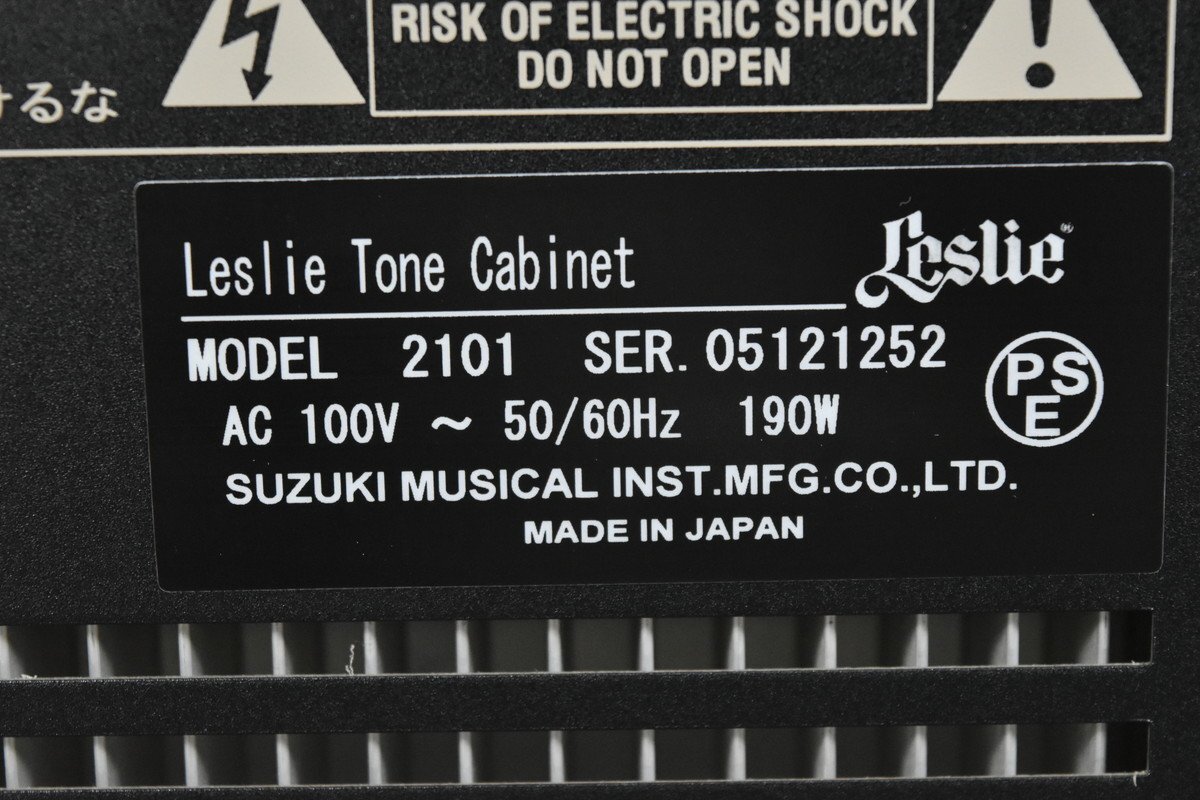 RISK OF ELECTRIC SHOCK
DO NOT OPEN
けるな
Leslie Tone Cabinet
Leslie®
MODEL 2101 SER. 05121252
PSE
AC 100V ~ 50/60Hz 190W
SUZUKI MUSICAL INST.MFG.CO.,LTD.
MADE IN JAPAN